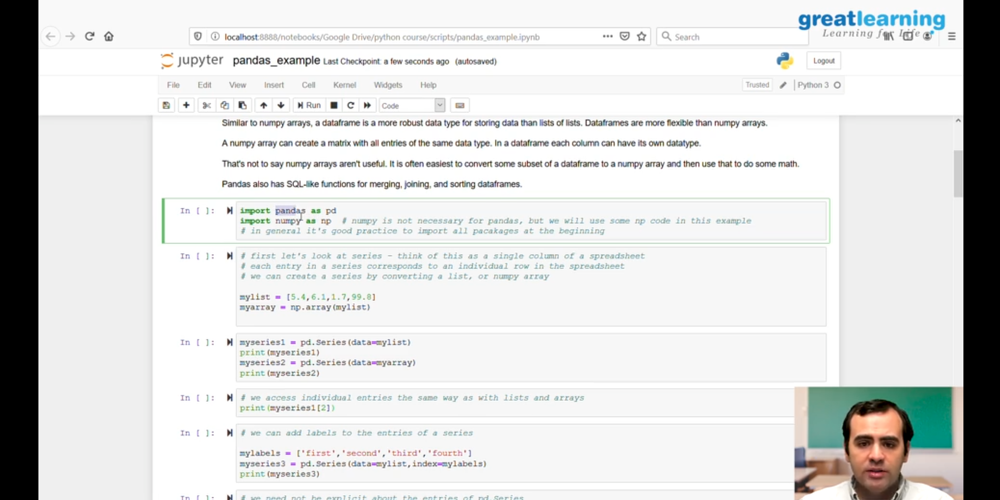 greatlearning
Learning for Life
localhost:8888/notebooks/Google Drive/python course/scripts/pandas_example.ipynb
Search
jupyter pandas_example Last Checkpoint: a few seconds ago (autosaved)
Logout
File Edit View Insert Cell Kernel Widgets Help
Trusted Python 3
Run Code
Similar to numpy arrays, a dataframe is a more robust data type for storing data than lists of lists. Dataframes are more flexible than numpy arrays.
A numpy array can create a matrix with all entries of the same data type. In a dataframe each column can have its own datatype.
That's not to say numpy arrays aren't useful. It is often easiest to convert some subset of a dataframe to a numpy array and then use that to do some math.
Pandas also has SQL-like functions for merging, joining, and sorting dataframes.
In [ ]: import pandas as pd
import numpy as np # numpy is not necessary for pandas, but we will use some np code in this example
# in general it's good practice to import all pacakages at the beginning
In [ ]: # first let's look at series - think of this as a single column of a spreadsheet
# each entry in a series corresponds to an individual row in the spreadsheet
# we can create a series by converting a list, or numpy array
mylist = [5.4,6.1,1.7,99.8]
myarray = np.array(mylist)
In [ ]: myseries1 = pd.Series(data=mylist)
print(myseries1)
myseries2 = pd.Series(data=myarray)
print(myseries2)
In [ ]: # we access individual entries the same way as with lists and arrays
print(myseries1[2])
In [ ]: # we can add labels to the entries of a series
mylabels = ['first','second','third','fourth']
myseries3 = pd.Series(data=mylist,index=mylabels)
print(myseries3)
In [ ]: # we need not be explicit about the entries of pd.Series